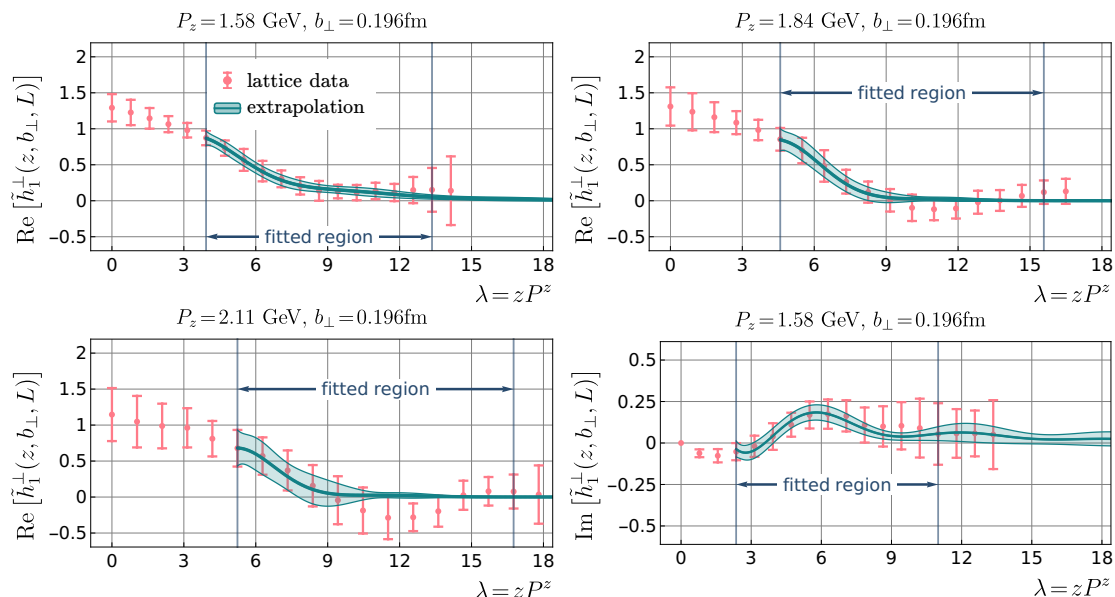 P_z=1.58 GeV, b_⊥=0.196fm
Re [h̃_1^⊥(z, b_⊥, L)]
2
1.5
1
0.5
0
−0.5
lattice data
extrapolation
fitted region
0 3 6 9 12 15 18
λ=zP^z
P_z=1.84 GeV, b_⊥=0.196fm
Re [h̃_1^⊥(z, b_⊥, L)]
2
1.5
1
0.5
0
−0.5
fitted region
0 3 6 9 12 15 18
λ=zP^z
P_z=2.11 GeV, b_⊥=0.196fm
Re [h̃_1^⊥(z, b_⊥, L)]
2
1.5
1
0.5
0
−0.5
fitted region
0 3 6 9 12 15 18
λ=zP^z
P_z=1.58 GeV, b_⊥=0.196fm
Im [h̃_1^⊥(z, b_⊥, L)]
0.5
0.25
0
−0.25
−0.5
fitted region
0 3 6 9 12 15 18
λ=zP^z